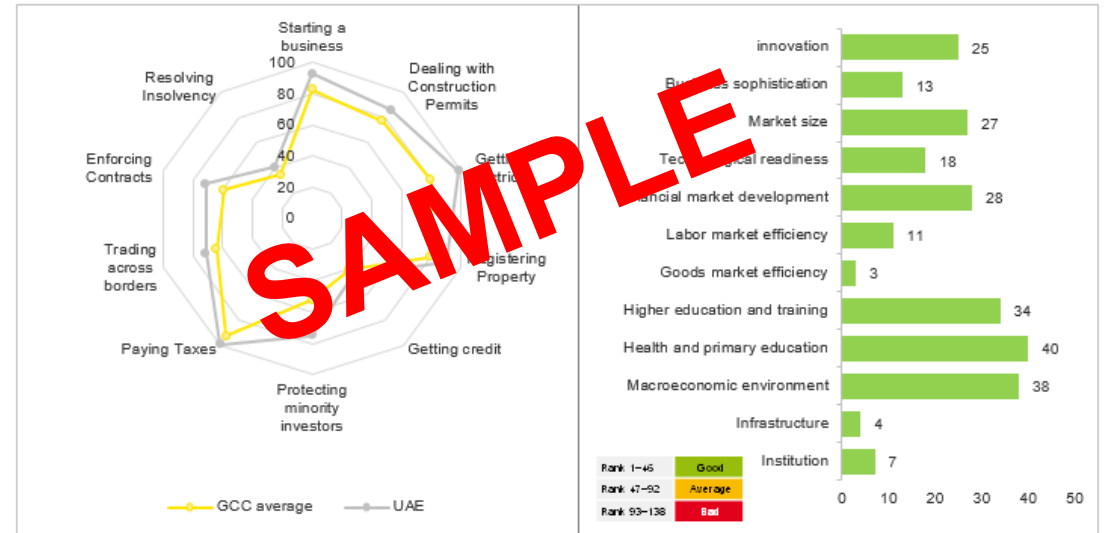 Starting a
business
100
Dealing with
Construction
Permits
Resolving
Insolvency
80
60
Enforcing
Contracts
40
20
0
Trading
across
borders
Property
Paying Taxes
Getting credit
Protecting
minority
investors
GCC average
UAE
SAMPLE
innovation 25
sophistication 13
Market size 27
readiness 18
market development 28
Labor market efficiency 11
Goods market efficiency 3
Higher education and training 34
Health and primary education 40
Macroeconomic environment 38
Infrastructure 4
Institution 7
0 10 20 30 40 50
Rank 1–46 Good
Rank 47–92 Average
Rank 93–138 Bad